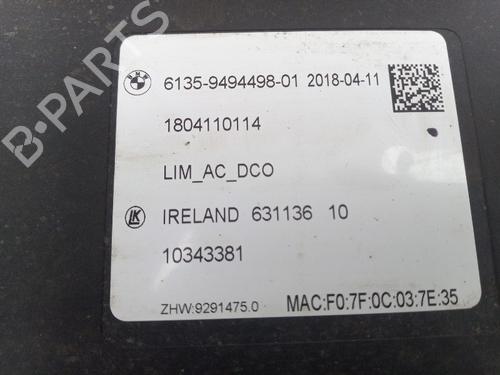 6135-9494498-01 2018-04-11
1804110114
LIM_AC_DCO
LK IRELAND 631136 10
10343381
ZHW:9291475.0 MAC:F0:7F:0C:03:7E:35